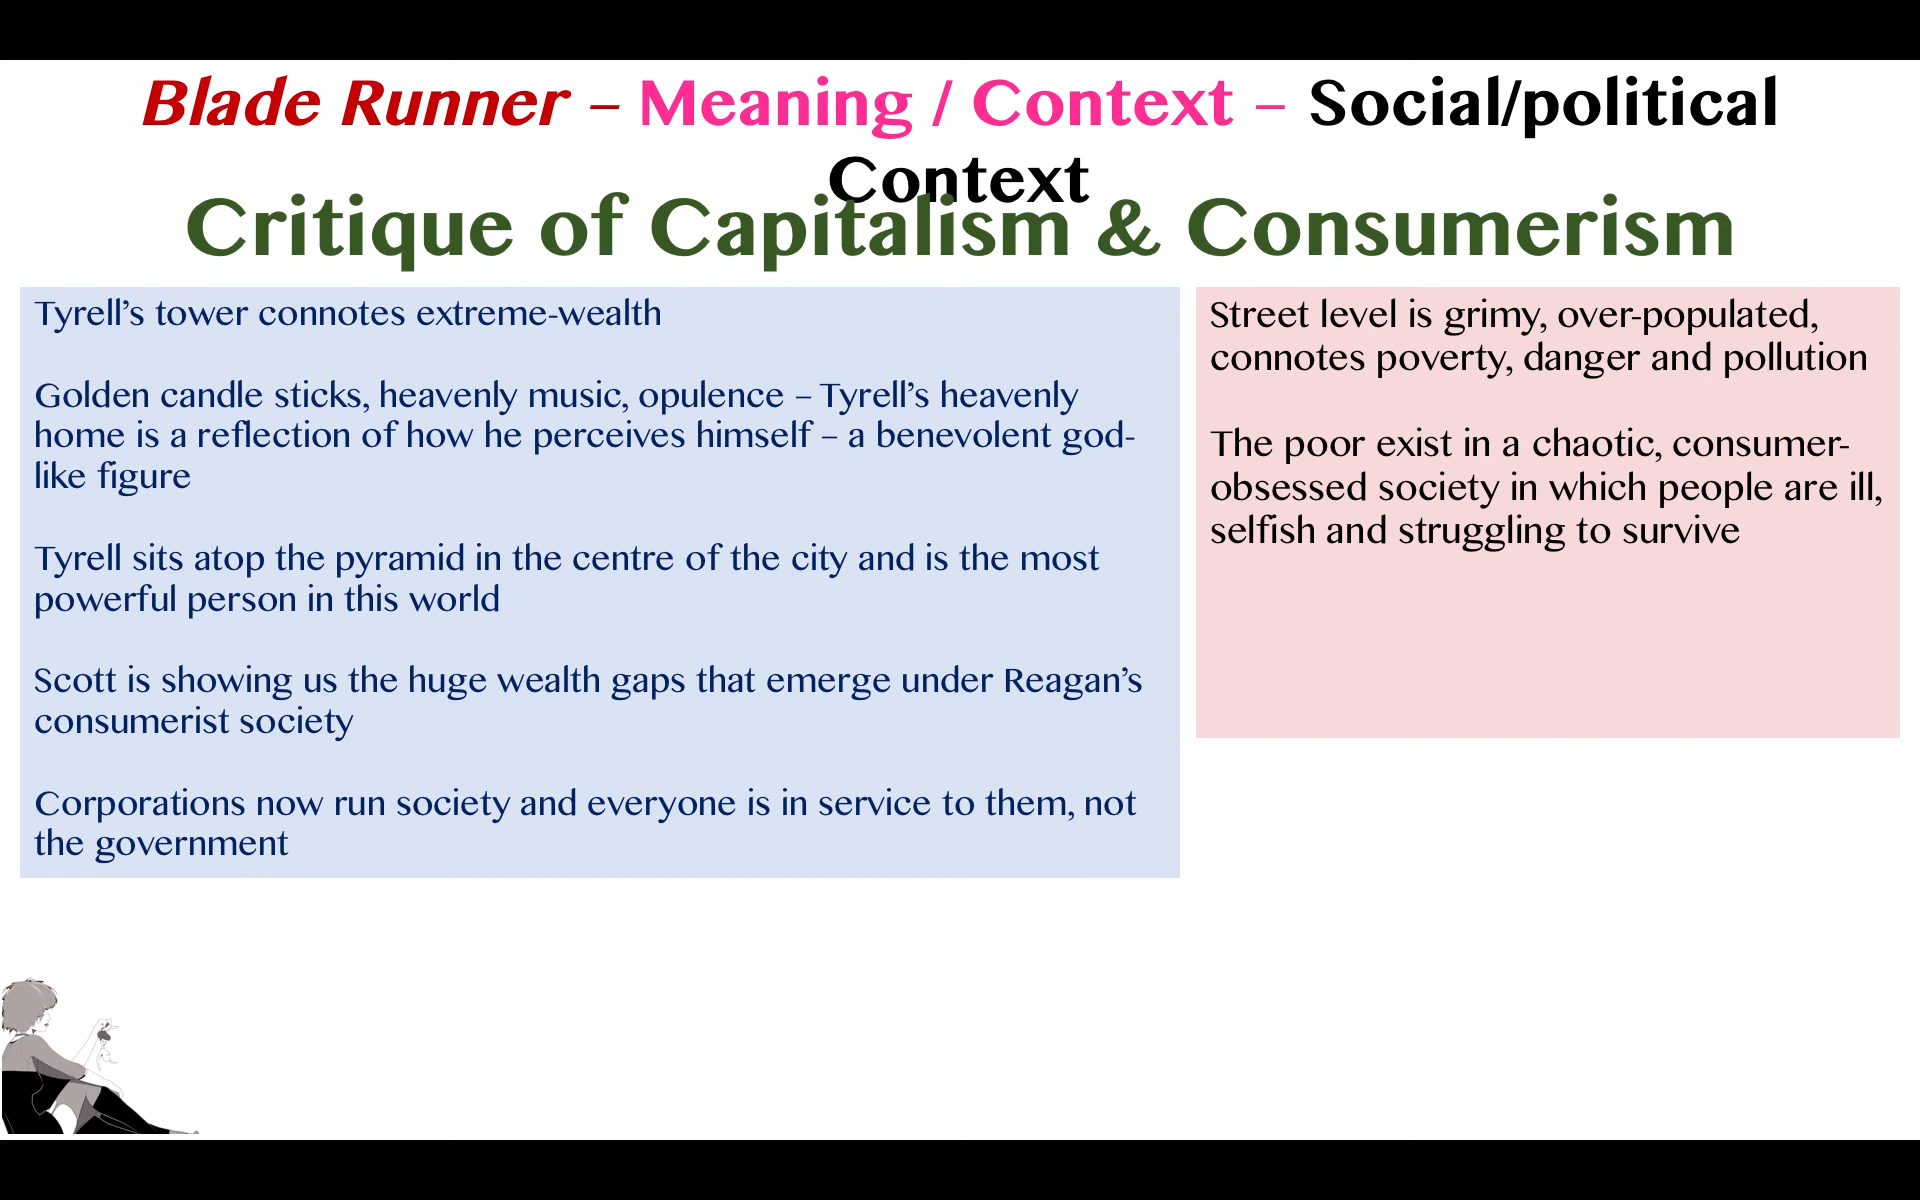 Blade Runner – Meaning / Context – Social/political
Context
Critique of Capitalism & Consumerism
Tyrell’s tower connotes extreme-wealth
Golden candle sticks, heavenly music, opulence – Tyrell’s heavenly
home is a reflection of how he perceives himself – a benevolent god-
like figure
Tyrell sits atop the pyramid in the centre of the city and is the most
powerful person in this world
Scott is showing us the huge wealth gaps that emerge under Reagan’s
consumerist society
Corporations now run society and everyone is in service to them, not
the government
Street level is grimy, over-populated,
connotes poverty, danger and pollution
The poor exist in a chaotic, consumer-
obsessed society in which people are ill,
selfish and struggling to survive